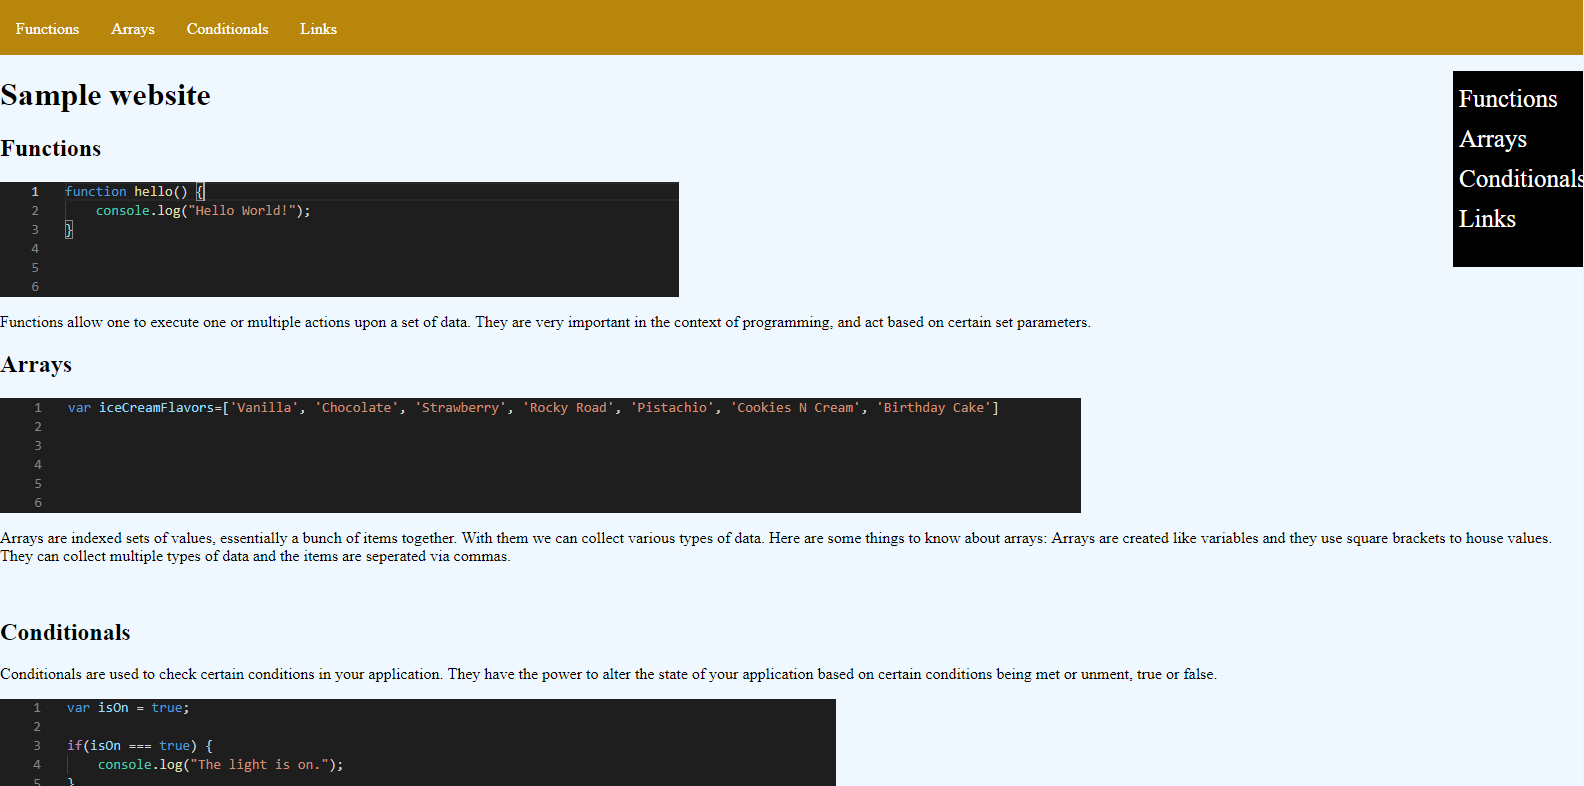 Functions Arrays Conditionals Links
Sample website
Functions
1 function hello() {
2 console.log("Hello World!");
3 }
4
5
6
Functions allow one to execute one or multiple actions upon a set of data. They are very important in the context of programming, and act based on certain set parameters.
Arrays
1 var iceCreamFlavors=['Vanilla', 'Chocolate', 'Strawberry', 'Rocky Road', 'Pistachio', 'Cookies N Cream', 'Birthday Cake']
2
3
4
5
6
Arrays are indexed sets of values, essentially a bunch of items together. With them we can collect various types of data. Here are some things to know about arrays: Arrays are created like variables and they use square brackets to house values.
They can collect multiple types of data and the items are seperated via commas.
Conditionals
Conditionals are used to check certain conditions in your application. They have the power to alter the state of your application based on certain conditions being met or unment, true or false.
1 var isOn = true;
2
3 if(isOn === true) {
4 console.log("The light is on.");
5 }
Functions
Arrays
Conditionals
Links